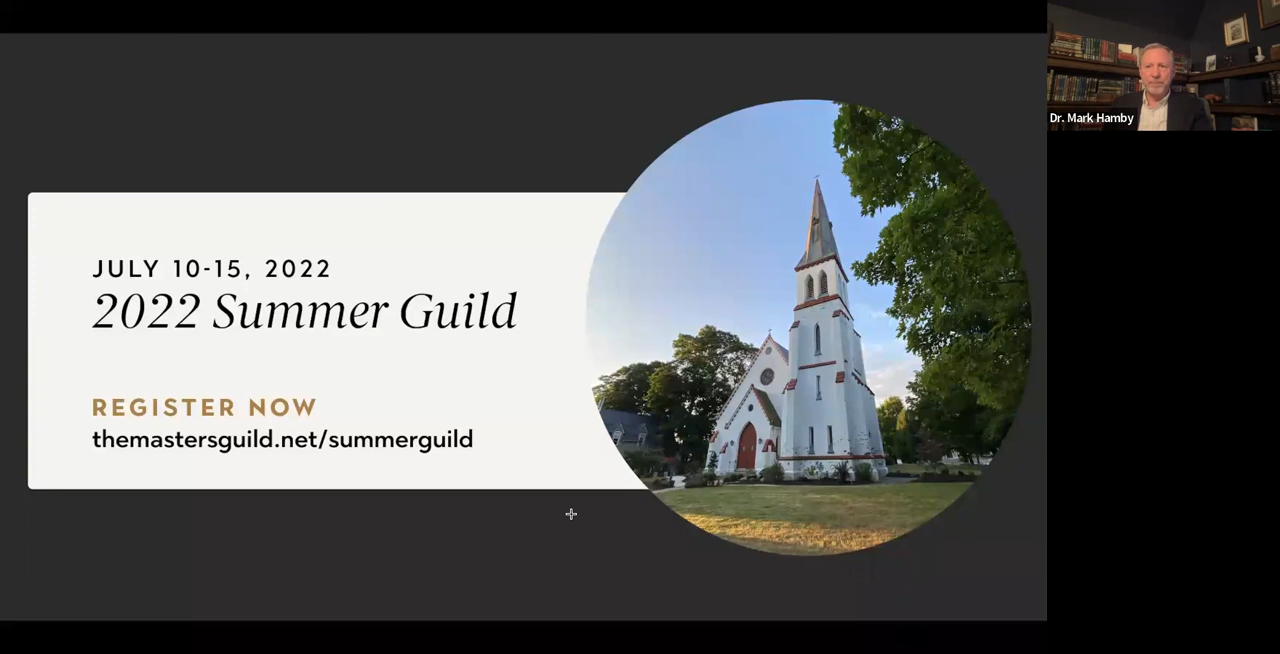 JULY 10-15, 2022
2022 Summer Guild
REGISTER NOW
themastersguild.net/summerguild
Dr. Mark Hamby